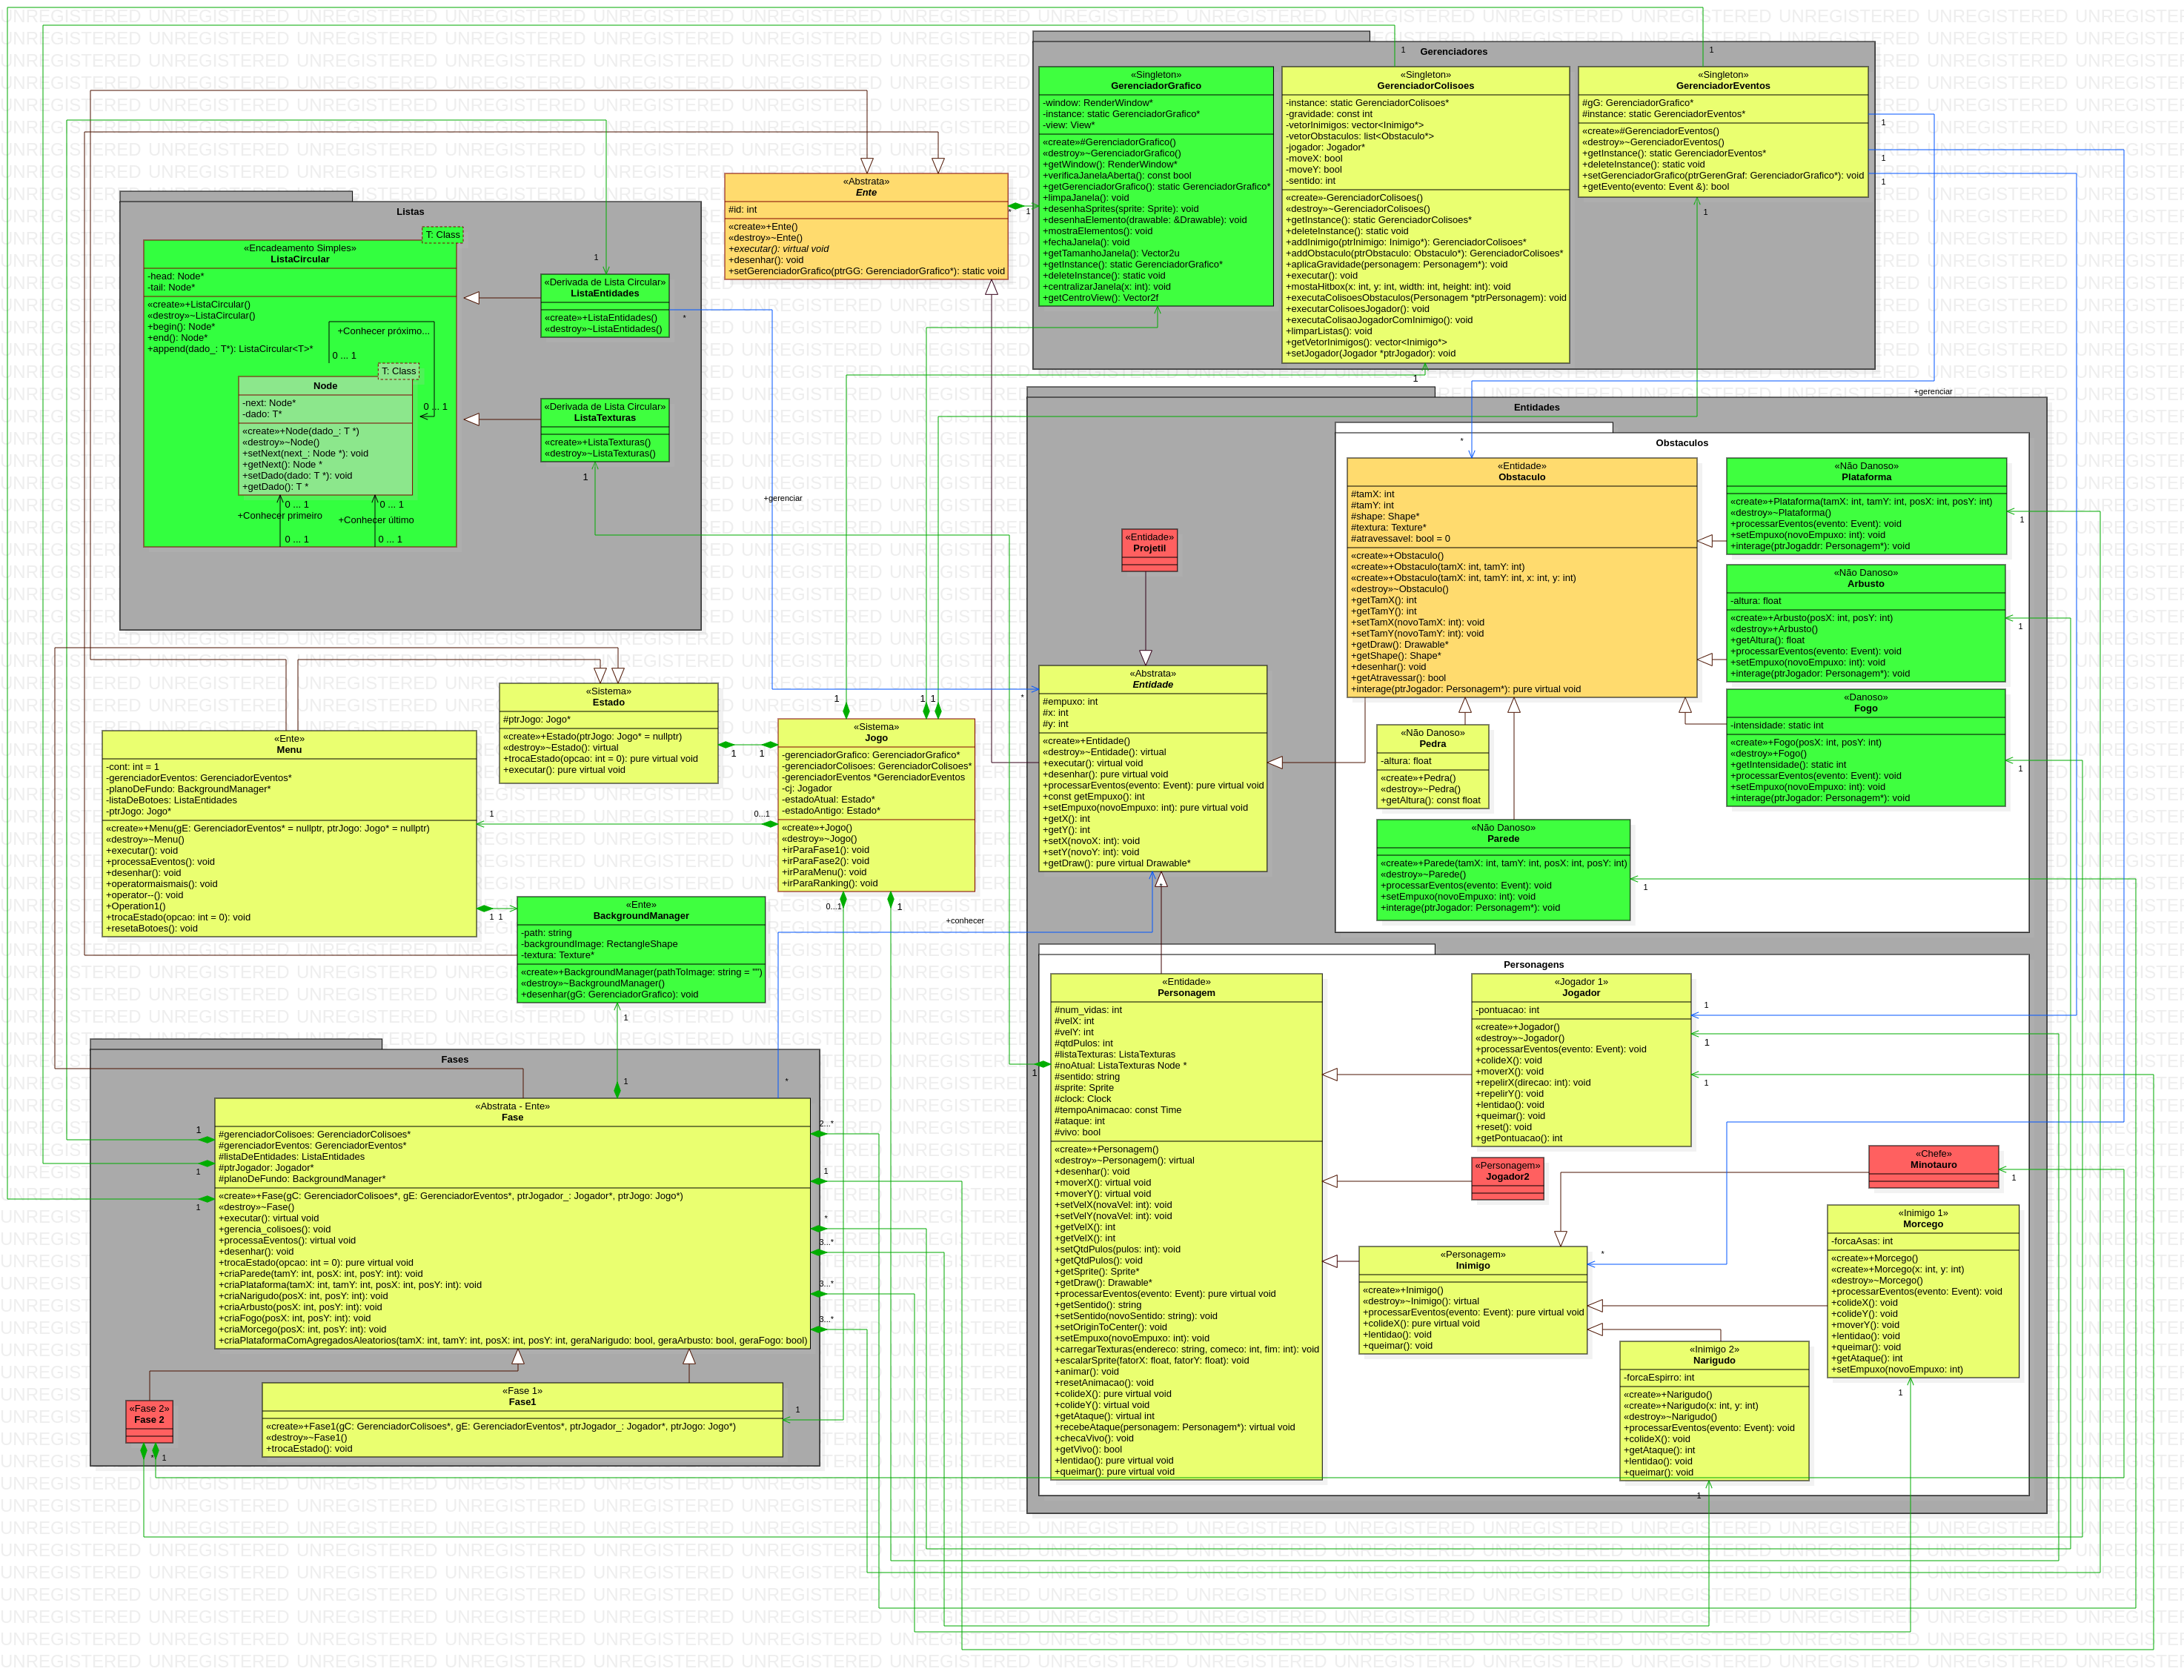 Gerenciadores
«Singleton»
GerenciadorGrafico
-window: RenderWindow*
-instance: static GerenciadorGrafico*
-view: View*
«create»#GerenciadorGrafico()
«destroy»~GerenciadorGrafico()
+getWindow(): RenderWindow*
+verificaJanelaAberta(): const bool
+getGerenciadorGrafico(): static GerenciadorGrafico*
+limpaJanela(): void
+desenhaSprites(sprite: Sprite): void
+desenhaElemento(drawable: &Drawable): void
+mostraElementos(): void
+fechaJanela(): void
+getTamanhoJanela(): Vector2u
+getInstance(): static GerenciadorGrafico*
+deleteInstance(): static void
+centralizarJanela(x: int): void
+getCentroView(): Vector2f
«Singleton»
GerenciadorColisoes
-instance: static GerenciadorColisoes*
-gravidade: const int
-vetorInimigos: vector<Inimigo*>
-vetorObstaculos: list<Obstaculo*>
-jogador: Jogador*
-moveX: bool
-moveY: bool
-sentido: int
«create»-GerenciadorColisoes()
«destroy»~GerenciadorColisoes()
+getInstance(): static GerenciadorColisoes*
+deleteInstance(): static void
+addInimigo(ptrInimigo: Inimigo*): GerenciadorColisoes*
+addObstaculo(ptrObstaculo: Obstaculo*): GerenciadorColisoes*
+aplicaGravidade(personagem: Personagem*): void
+executar(): void
+mostaHitbox(x: int, y: int, width: int, height: int): void
+executaColisoesObstaculos(Personagem *ptrPersonagem): void
+executarColisoesJogador(): void
+executaColisaoJogadorComInimigo(): void
+limparListas(): void
+getVetorInimigos(): vector<Inimigo*>
+setJogador(Jogador *ptrJogador): void
«Singleton»
GerenciadorEventos
#gG: GerenciadorGrafico*
#instance: static GerenciadorEventos*
«create»#GerenciadorEventos()
«destroy»~GerenciadorEventos()
+getInstance(): static GerenciadorEventos*
+deleteInstance(): static void
+setGerenciadorGrafico(ptrGerenGraf: GerenciadorGrafico*): void
+getEvento(evento: Event &): bool
«Abstrata»
Ente
#id: int
«create»+Ente()
«destroy»~Ente()
+executar(): virtual void
+desenhar(): void
+setGerenciadorGrafico(ptrGG: GerenciadorGrafico*): static void
Listas
T: Class
«Encadeamento Simples»
ListaCircular
-head: Node*
-tail: Node*
«create»+ListaCircular()
«destroy»~ListaCircular()
+begin(): Node*
+end(): Node*
+append(dado_: T*): ListaCircular<T>*
+Conhecer próximo...
0 ... 1
0 ... 1
T: Class
Node
-next: Node*
-dado: T*
«create»+Node(dado_: T *)
«destroy»~Node()
+setNext(next_: Node *): void
+getNext(): Node *
+setDado(dado: T *): void
+getDado(): T *
0 ... 1
0 ... 1
+Conhecer primeiro
+Conhecer último
0 ... 1
0 ... 1
«Derivada de Lista Circular»
ListaEntidades
«create»+ListaEntidades()
«destroy»~ListaEntidades()
«Derivada de Lista Circular»
ListaTexturas
«create»+ListaTexturas()
«destroy»~ListaTexturas()
+gerenciar
+gerenciar
Entidades
«Entidade»
Projetil
«Abstrata»
Entidade
#empuxo: int
#x: int
#y: int
«create»+Entidade()
«destroy»~Entidade(): virtual
+executar(): virtual void
+desenhar(): pure virtual void
+processarEventos(evento: Event): pure virtual void
+const getEmpuxo(): int
+setEmpuxo(novoEmpuxo: int): pure virtual void
+getX(): int
+getY(): int
+setX(novoX: int): void
+setY(novoY: int): void
+getDraw(): pure virtual Drawable*
Obstaculos
«Entidade»
Obstaculo
#tamX: int
#tamY: int
#shape: Shape*
#textura: Texture*
#atravessavel: bool = 0
«create»+Obstaculo()
«create»+Obstaculo(tamX: int, tamY: int)
«create»+Obstaculo(tamX: int, tamY: int, x: int, y: int)
«destroy»~Obstaculo()
+getTamX(): int
+getTamY(): int
+setTamX(novoTamX: int): void
+setTamY(novoTamY: int): void
+getDraw(): Drawable*
+getShape(): Shape*
+desenhar(): void
+getAtravessar(): bool
+interage(ptrJogador: Personagem*): pure virtual void
«Não Danoso»
Plataforma
«create»+Plataforma(tamX: int, tamY: int, posX: int, posY: int)
«destroy»~Plataforma()
+processarEventos(evento: Event): void
+setEmpuxo(novoEmpuxo: int): void
+interage(ptrJogaddr: Personagem*): void
«Não Danoso»
Arbusto
-altura: float
«create»+Arbusto(posX: int, posY: int)
«destroy»+Arbusto()
+getAltura(): float
+processarEventos(evento: Event): void
+setEmpuxo(novoEmpuxo: int): void
+interage(ptrJogador: Personagem*): void
«Danoso»
Fogo
-intensidade: static int
«create»+Fogo(posX: int, posY: int)
«destroy»+Fogo()
+getIntensidade(): static int
+processarEventos(evento: Event): void
+setEmpuxo(novoEmpuxo: int): void
+interage(ptrJogador: Personagem*): void
«Não Danoso»
Pedra
-altura: float
«create»+Pedra()
«destroy»~Pedra()
+getAltura(): const float
«Não Danoso»
Parede
«create»+Parede(tamX: int, tamY: int, posX: int, posY: int)
«destroy»~Parede()
+processarEventos(evento: Event): void
+setEmpuxo(novoEmpuxo: int): void
+interage(ptrJogador: Personagem*): void
«Sistema»
Estado
#ptrJogo: Jogo*
«create»+Estado(ptrJogo: Jogo* = nullptr)
«destroy»~Estado(): virtual
+trocaEstado(opcao: int = 0): pure virtual void
+executar(): pure virtual void
«Sistema»
Jogo
-gerenciadorGrafico: GerenciadorGrafico*
-gerenciadorColisoes: GerenciadorColisoes*
-gerenciadorEventos *GerenciadorEventos
-cj: Jogador
-estadoAtual: Estado*
-estadoAntigo: Estado*
«create»+Jogo()
«destroy»~Jogo()
+irParaFase1(): void
+irParaFase2(): void
+irParaMenu(): void
+irParaRanking(): void
«Ente»
Menu
-cont: int = 1
-gerenciadorEventos: GerenciadorEventos*
-planoDeFundo: BackgroundManager*
-listaDeBotoes: ListaEntidades
-ptrJogo: Jogo*
«create»+Menu(gE: GerenciadorEventos* = nullptr, ptrJogo: Jogo* = nullptr)
«destroy»~Menu()
+executar(): void
+processaEventos(): void
+desenhar(): void
+operatormaismais(): void
+operator--(): void
+Operation1()
+trocaEstado(opcao: int = 0): void
+resetaBotoes(): void
«Ente»
BackgroundManager
-path: string
-backgroundImage: RectangleShape
-textura: Texture*
«create»+BackgroundManager(pathToImage: string = "")
«destroy»~BackgroundManager()
+desenhar(gG: GerenciadorGrafico): void
0...1
0...1
+conhecer
Fases
«Abstrata - Ente»
Fase
#gerenciadorColisoes: GerenciadorColisoes*
#gerenciadorEventos: GerenciadorEventos*
#listaDeEntidades: ListaEntidades
#ptrJogador: Jogador*
#planoDeFundo: BackgroundManager*
«create»+Fase(gC: GerenciadorColisoes*, gE: GerenciadorEventos*, ptrJogador_: Jogador*, ptrJogo: Jogo*)
«destroy»~Fase()
+executar(): virtual void
+gerencia_colisoes(): void
+processaEventos(): virtual void
+desenhar(): void
+trocaEstado(opcao: int = 0): pure virtual void
+criaParede(tamY: int, posX: int, posY: int): void
+criaPlataforma(tamX: int, tamY: int, posX: int, posY: int): void
+criaNarigudo(posX: int, posY: int): void
+criaArbusto(posX: int, posY: int): void
+criaFogo(posX: int, posY: int): void
+criaMorcego(posX: int, posY: int): void
+criaPlataformaComAgregadosAleatorios(tamX: int, tamY: int, posX: int, posY: int, geraNarigudo: bool, geraArbusto: bool, geraFogo: bool)
2...*
1
*
3...*
3...*
3...*
«Fase 2»
Fase 2
«Fase 1»
Fase1
«create»+Fase1(gC: GerenciadorColisoes*, gE: GerenciadorEventos*, ptrJogador_: Jogador*, ptrJogo: Jogo*)
«destroy»~Fase1()
+trocaEstado(): void
Personagens
«Entidade»
Personagem
#num_vidas: int
#velX: int
#velY: int
#qtdPulos: int
#listaTexturas: ListaTexturas
#noAtual: ListaTexturas Node *
#sentido: string
#sprite: Sprite
#clock: Clock
#tempoAnimacao: const Time
#ataque: int
#vivo: bool
«create»+Personagem()
«destroy»~Personagem(): virtual
+desenhar(): void
+moverX(): virtual void
+moverY(): virtual void
+setVelX(novaVel: int): void
+setVelY(novaVel: int): void
+getVelX(): int
+getVelX(): int
+setQtdPulos(pulos: int): void
+getQtdPulos(): void
+getSprite(): Sprite*
+getDraw(): Drawable*
+processarEventos(evento: Event): pure virtual void
+getSentido(): string
+setSentido(novoSentido: string): void
+setOriginToCenter(): void
+setEmpuxo(novoEmpuxo: int): void
+carregarTexturas(endereco: string, comeco: int, fim: int): void
+escalarSprite(fatorX: float, fatorY: float): void
+animar(): void
+resetAnimacao(): void
+colideX(): pure virtual void
+colideY(): virtual void
+getAtaque(): virtual int
+recebeAtaque(personagem: Personagem*): virtual void
+checaVivo(): void
+getVivo(): bool
+lentidao(): pure virtual void
+queimar(): pure virtual void
«Jogador 1»
Jogador
-pontuacao: int
«create»+Jogador()
«destroy»~Jogador()
+processarEventos(evento: Event): void
+colideX(): void
+moverX(): void
+repelirX(direcao: int): void
+repelirY(): void
+lentidao(): void
+queimar(): void
+reset(): void
+getPontuacao(): int
«Personagem»
Jogador2
«Chefe»
Minotauro
«Personagem»
Inimigo
«create»+Inimigo()
«destroy»~Inimigo(): virtual
+processarEventos(evento: Event): pure virtual void
+colideX(): pure virtual void
+lentidao(): void
+queimar(): void
«Inimigo 1»
Morcego
-forcaAsas: int
«create»+Morcego()
«create»+Morcego(x: int, y: int)
«destroy»~Morcego()
+processarEventos(evento: Event): void
+colideX(): void
+colideY(): void
+moverY(): void
+lentidao(): void
+queimar(): void
+getAtaque(): int
+setEmpuxo(novoEmpuxo: int)
«Inimigo 2»
Narigudo
-forcaEspirro: int
«create»+Narigudo()
«create»+Narigudo(x: int, y: int)
«destroy»~Narigudo()
+processarEventos(evento: Event): void
+colideX(): void
+getAtaque(): int
+lentidao(): void
+queimar(): void